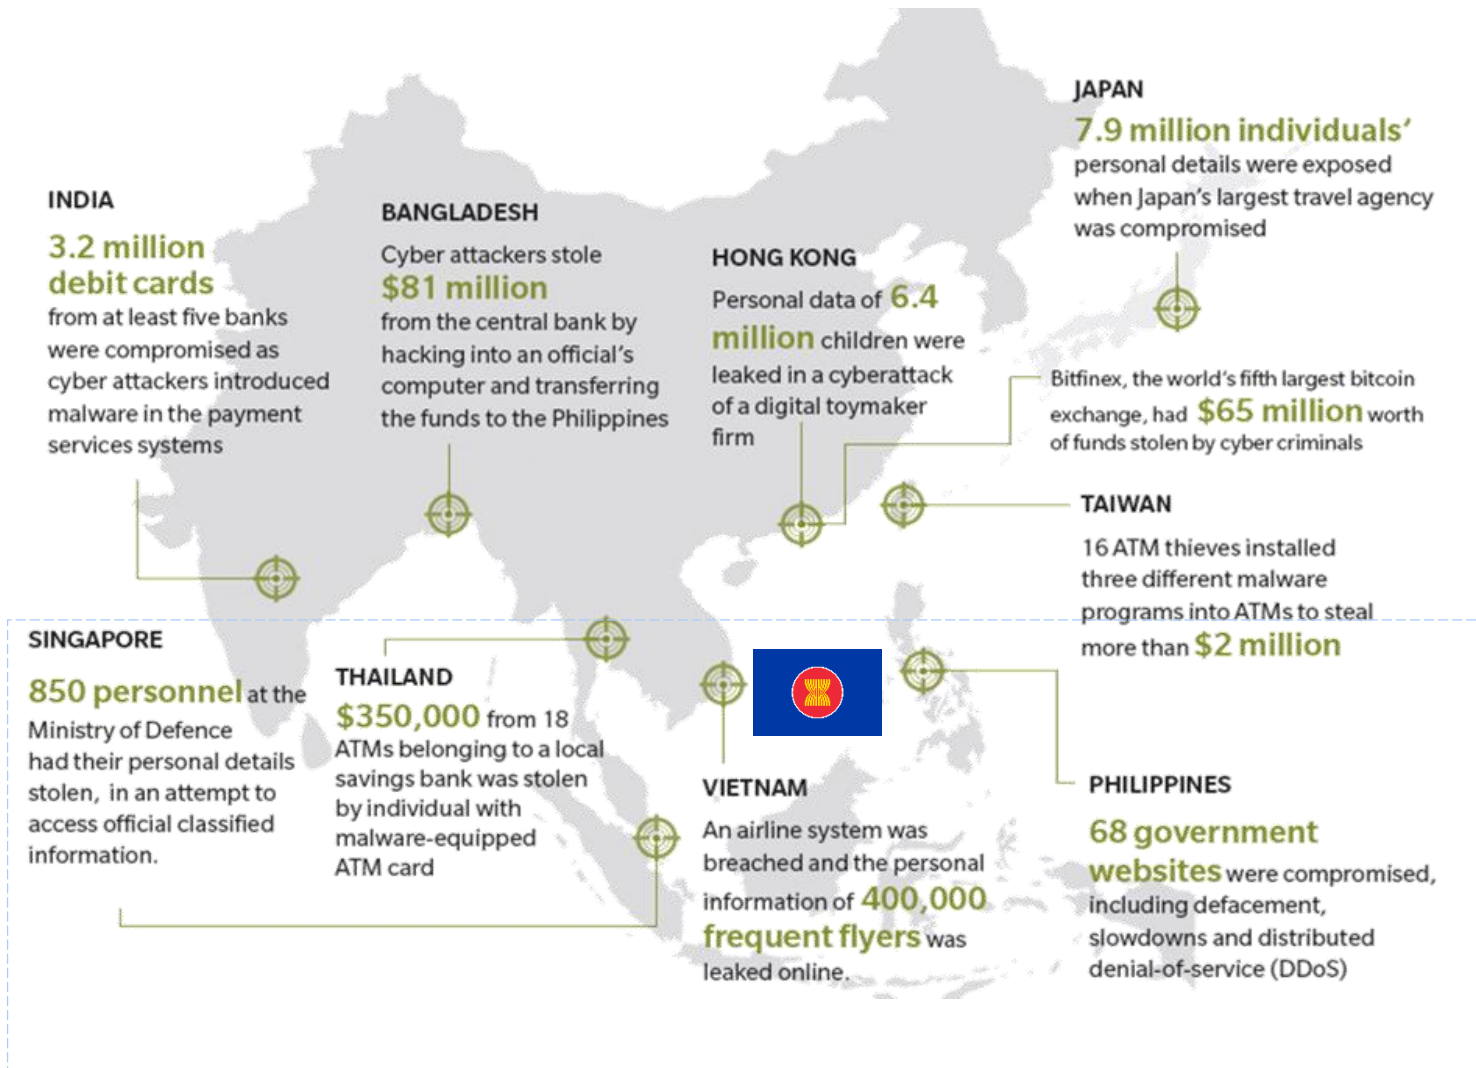 JAPAN
7.9 million individuals’
personal details were exposed
when Japan’s largest travel agency
was compromised
INDIA
3.2 million
debit cards
from at least five banks
were compromised as
cyber attackers introduced
malware in the payment
services systems
BANGLADESH
Cyber attackers stole
$81 million
from the central bank by
hacking into an official’s
computer and transferring
the funds to the Philippines
HONG KONG
Personal data of 6.4
million children were
leaked in a cyberattack
of a digital toymaker
firm
Bitfinex, the world’s fifth largest bitcoin
exchange, had $65 million worth
of funds stolen by cyber criminals
TAIWAN
16 ATM thieves installed
three different malware
programs into ATMs to steal
more than $2 million
SINGAPORE
850 personnel at the
Ministry of Defence
had their personal details
stolen, in an attempt to
access official classified
information.
THAILAND
$350,000 from 18
ATMs belonging to a local
savings bank was stolen
by individual with
malware-equipped
ATM card
VIETNAM
An airline system was
breached and the personal
information of 400,000
frequent flyers was
leaked online.
PHILIPPINES
68 government
websites were compromised,
including defacement,
slowdowns and distributed
denial-of-service (DDoS)